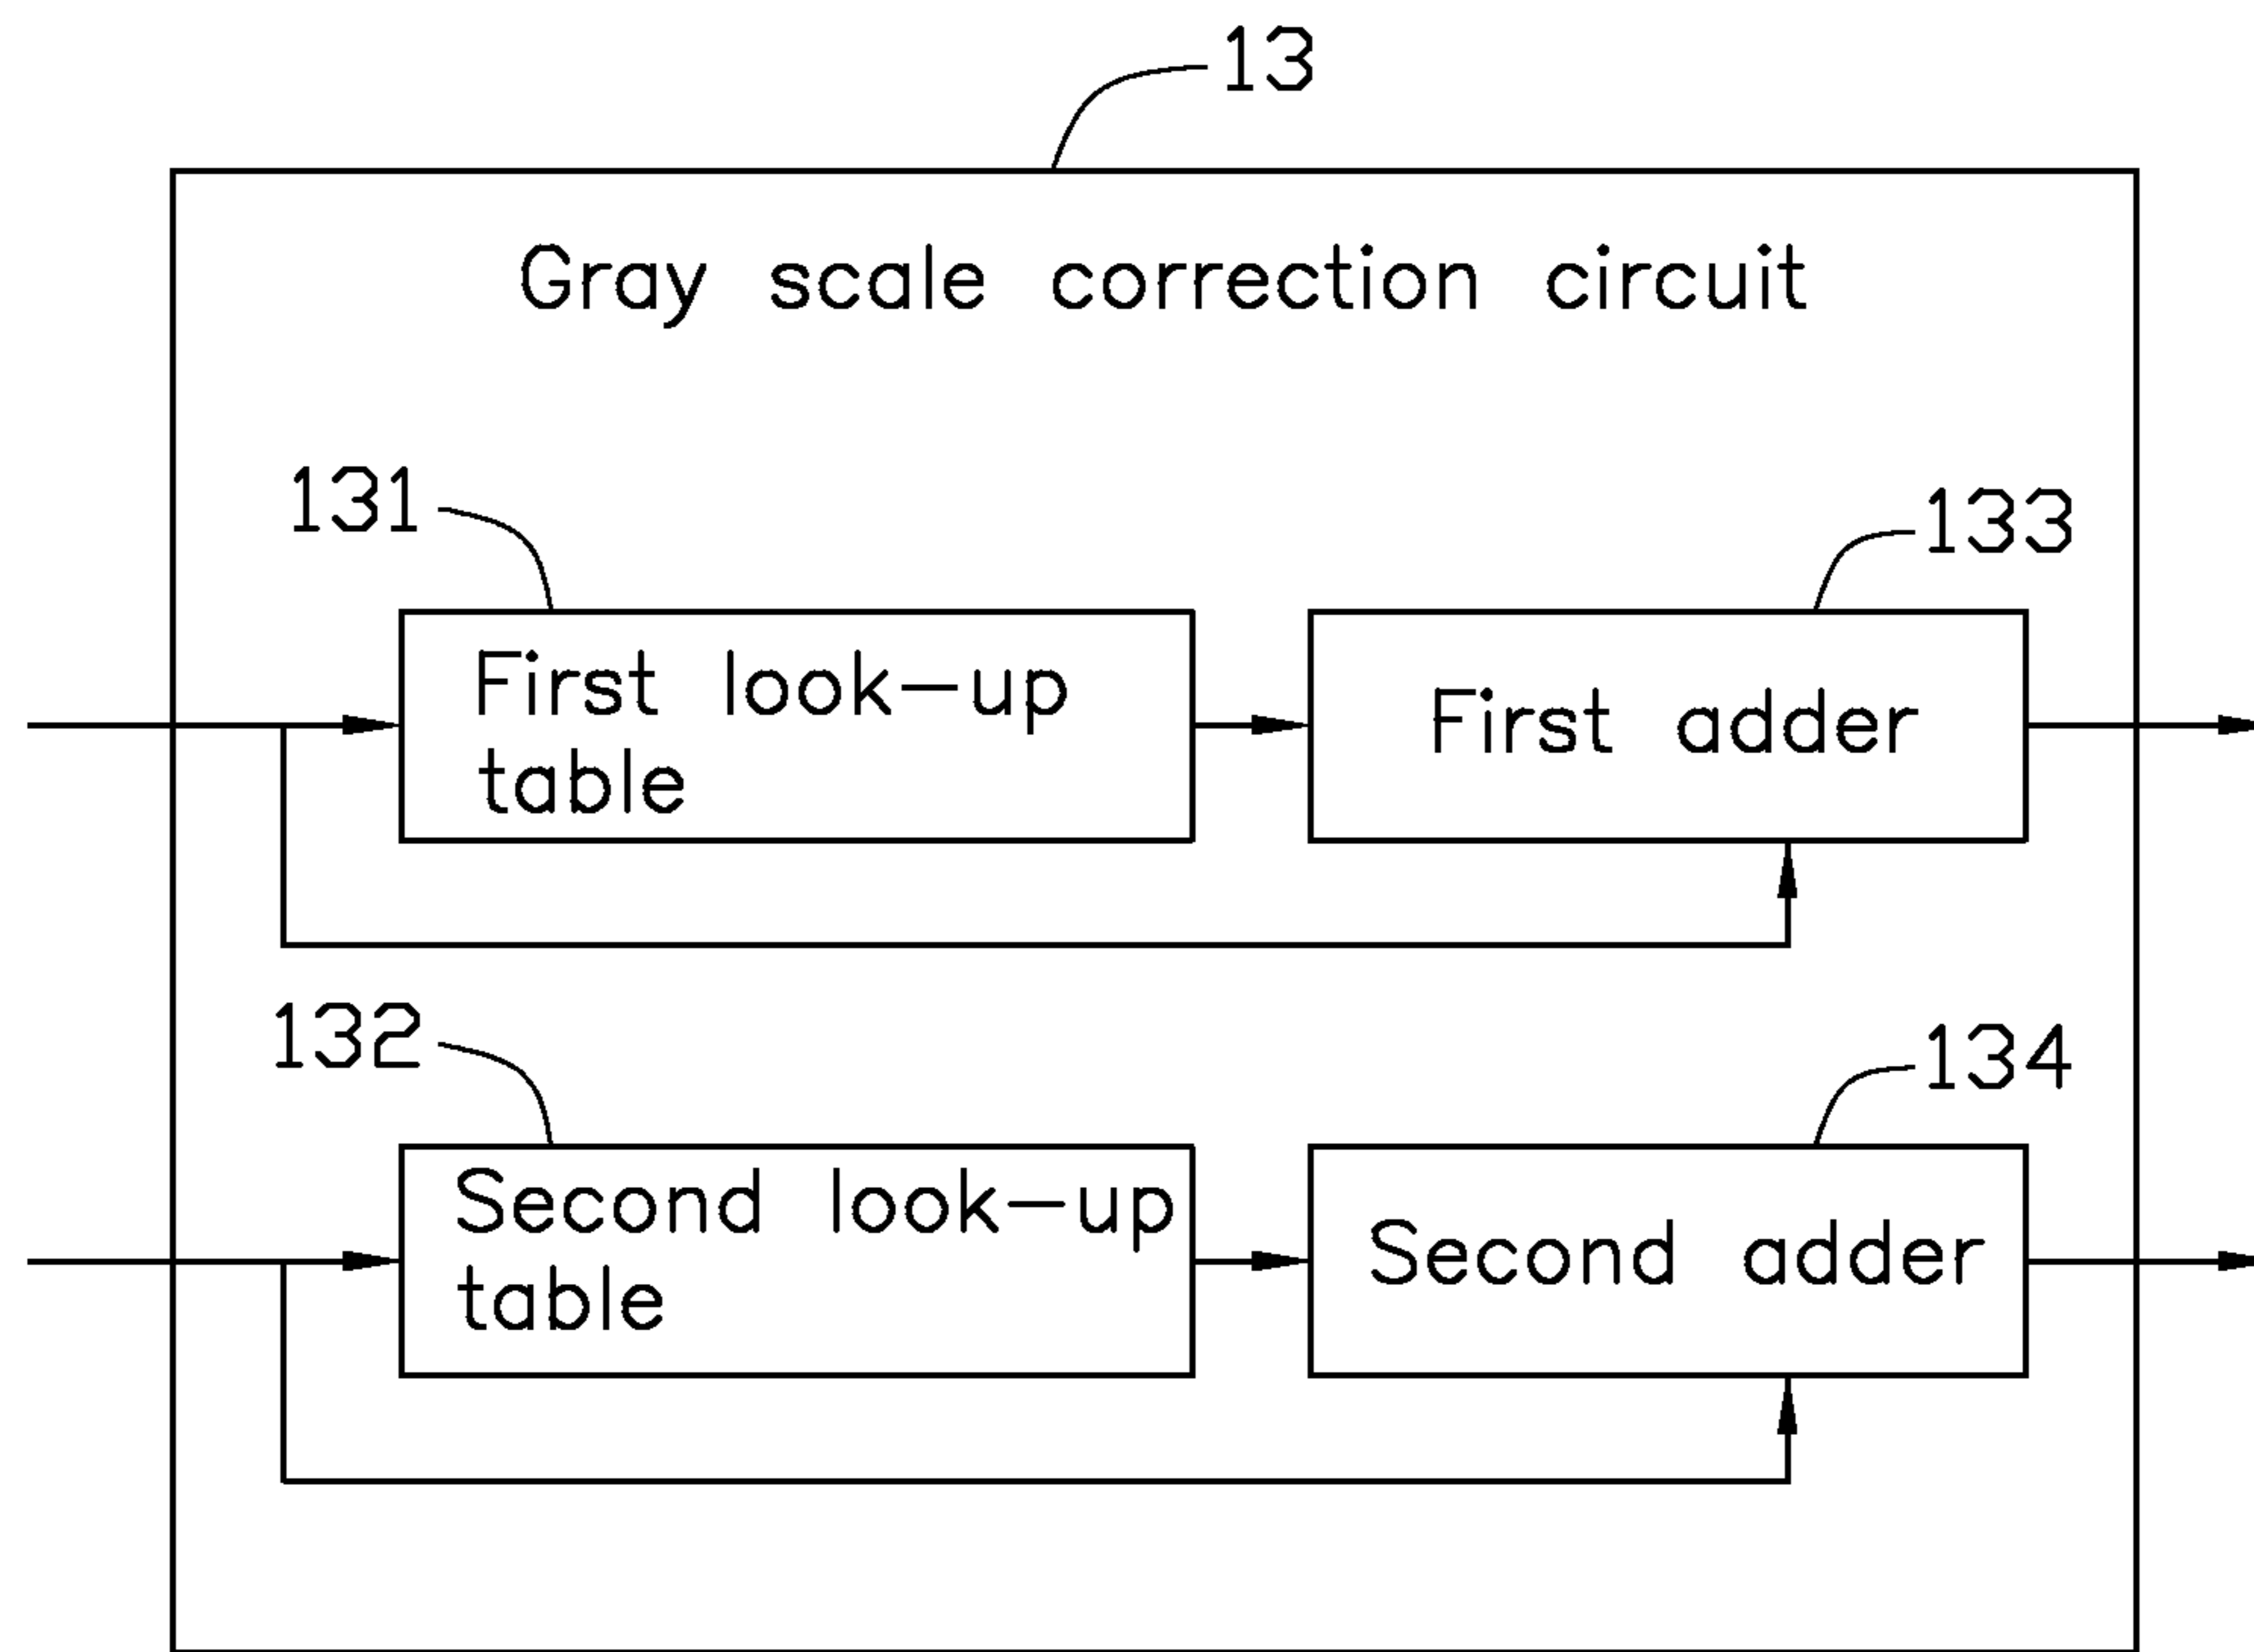 13
Gray scale correction circuit
131
133
First look-up
table
First adder
132
134
Second look-up
table
Second adder